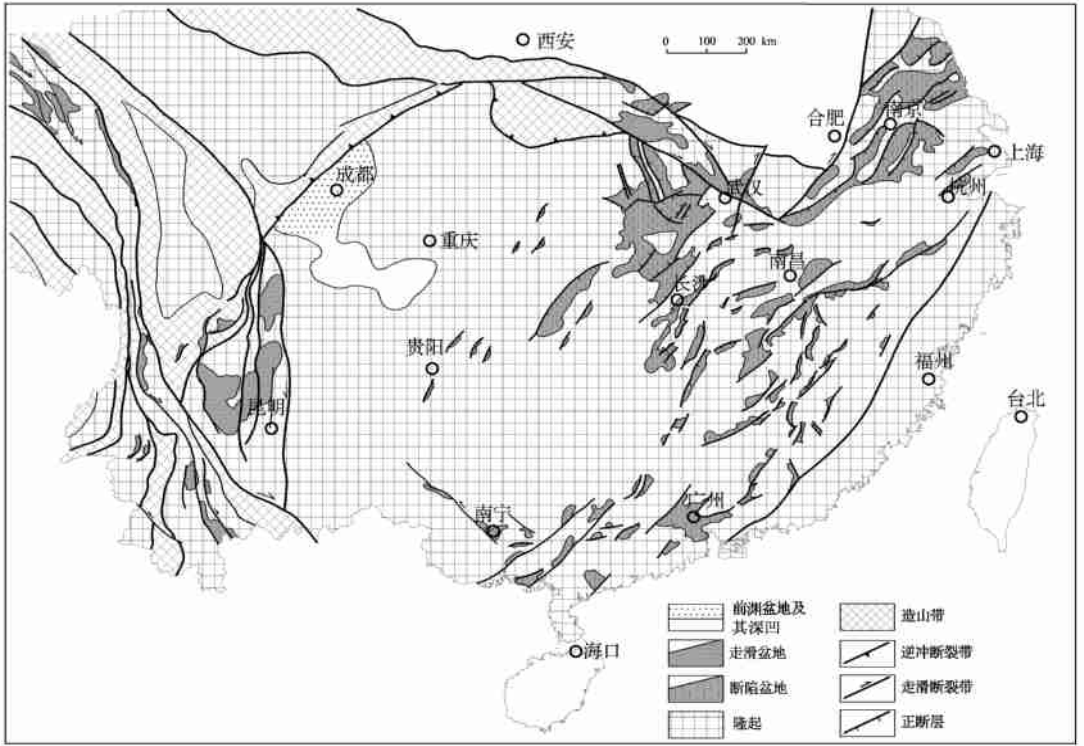 西安
0 100 200 km
合肥
南京
上海
成都
武汉
杭州
重庆
南昌
长沙
贵阳
福州
昆明
台北
广州
南宁
海口
前渊盆地及
其深凹
走滑盆地
断陷盆地
隆起
造山带
逆冲断裂带
走滑断裂带
正断层